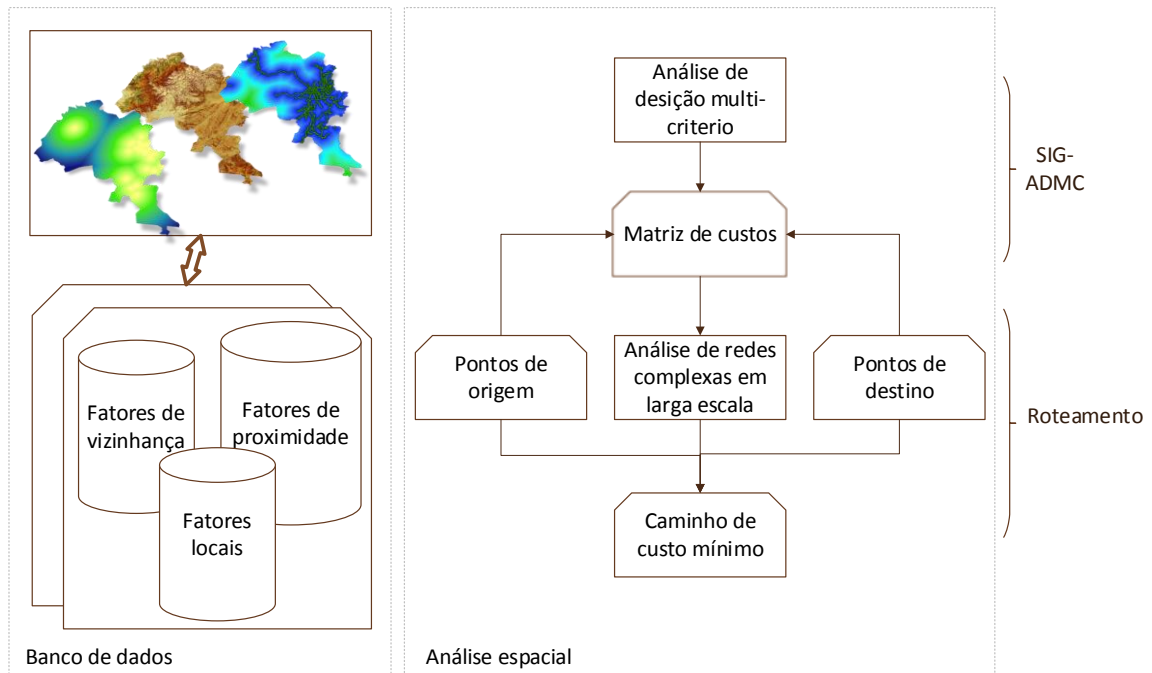 Fatores de
vizinhança
Fatores de
proximidade
Fatores
locais
Banco de dados
Análise de
desição multi-
criterio
Matriz de custos
Pontos de
origem
Análise de redes
complexas em
larga escala
Pontos de
destino
Caminho de
custo mínimo
Análise espacial
SIG-
ADMC
Roteamento